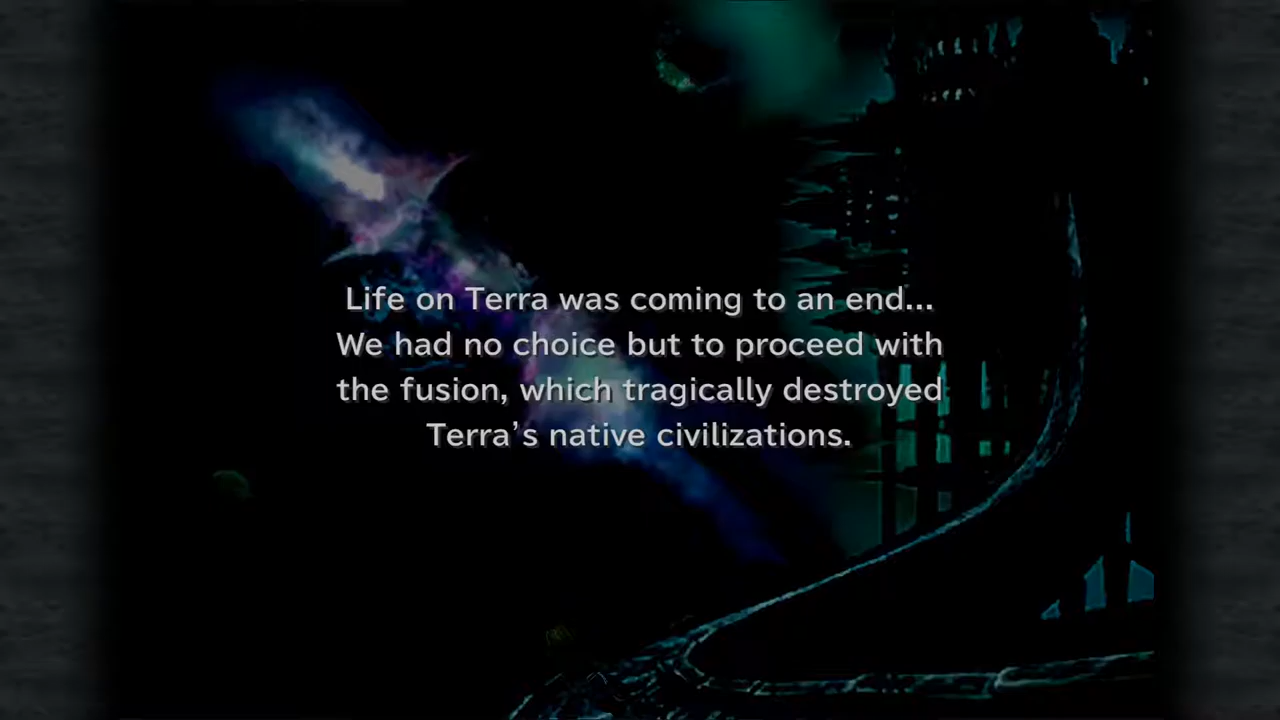 Life on Terra was coming to an end...
We had no choice but to proceed with
the fusion, which tragically destroyed
Terra's native civilizations.